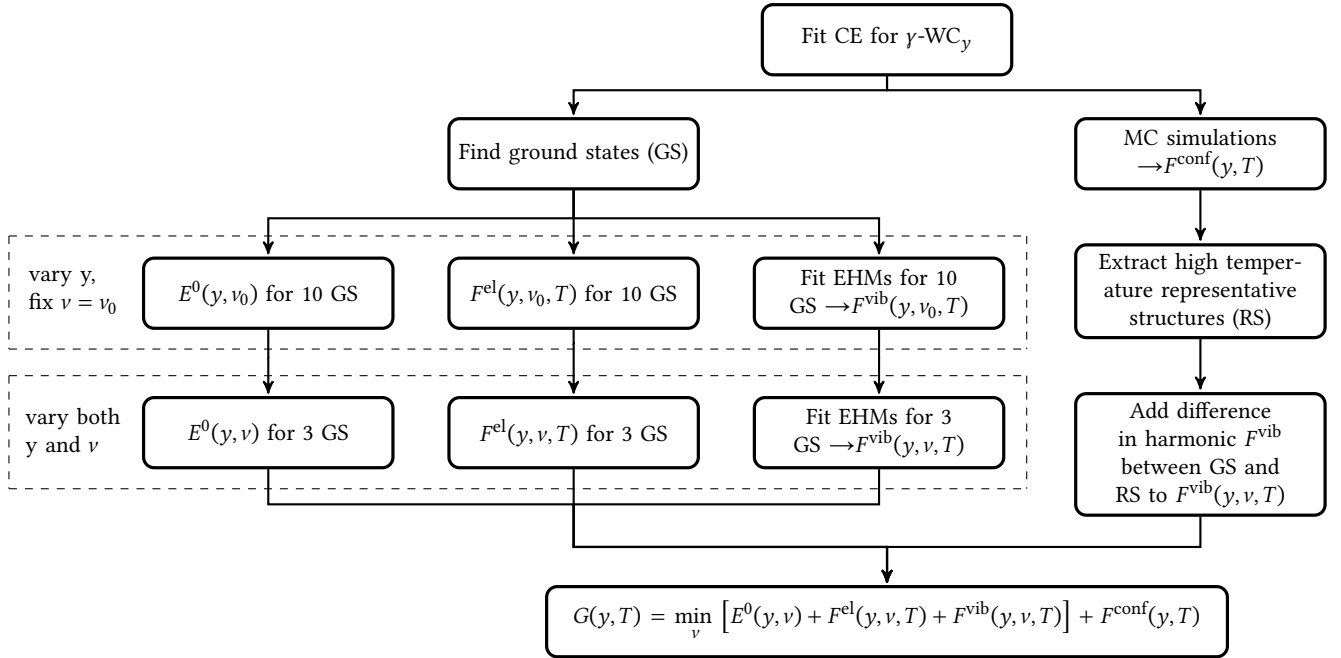 Fit CE for γ-WC_y
Find ground states (GS)
MC simulations
→F^conf(y, T)
vary y,
fix v = v_0
E^0(y, v_0) for 10 GS
F^el(y, v_0, T) for 10 GS
Fit EHMs for 10
GS →F^vib(y, v_0, T)
Extract high temper-
ature representative
structures (RS)
vary both
y and v
E^0(y, v) for 3 GS
F^el(y, v, T) for 3 GS
Fit EHMs for 3
GS →F^vib(y, v, T)
Add difference
in harmonic F^vib
between GS and
RS to F^vib(y, v, T)
G(y, T) = min_v [E^0(y, v) + F^el(y, v, T) + F^vib(y, v, T)] + F^conf(y, T)